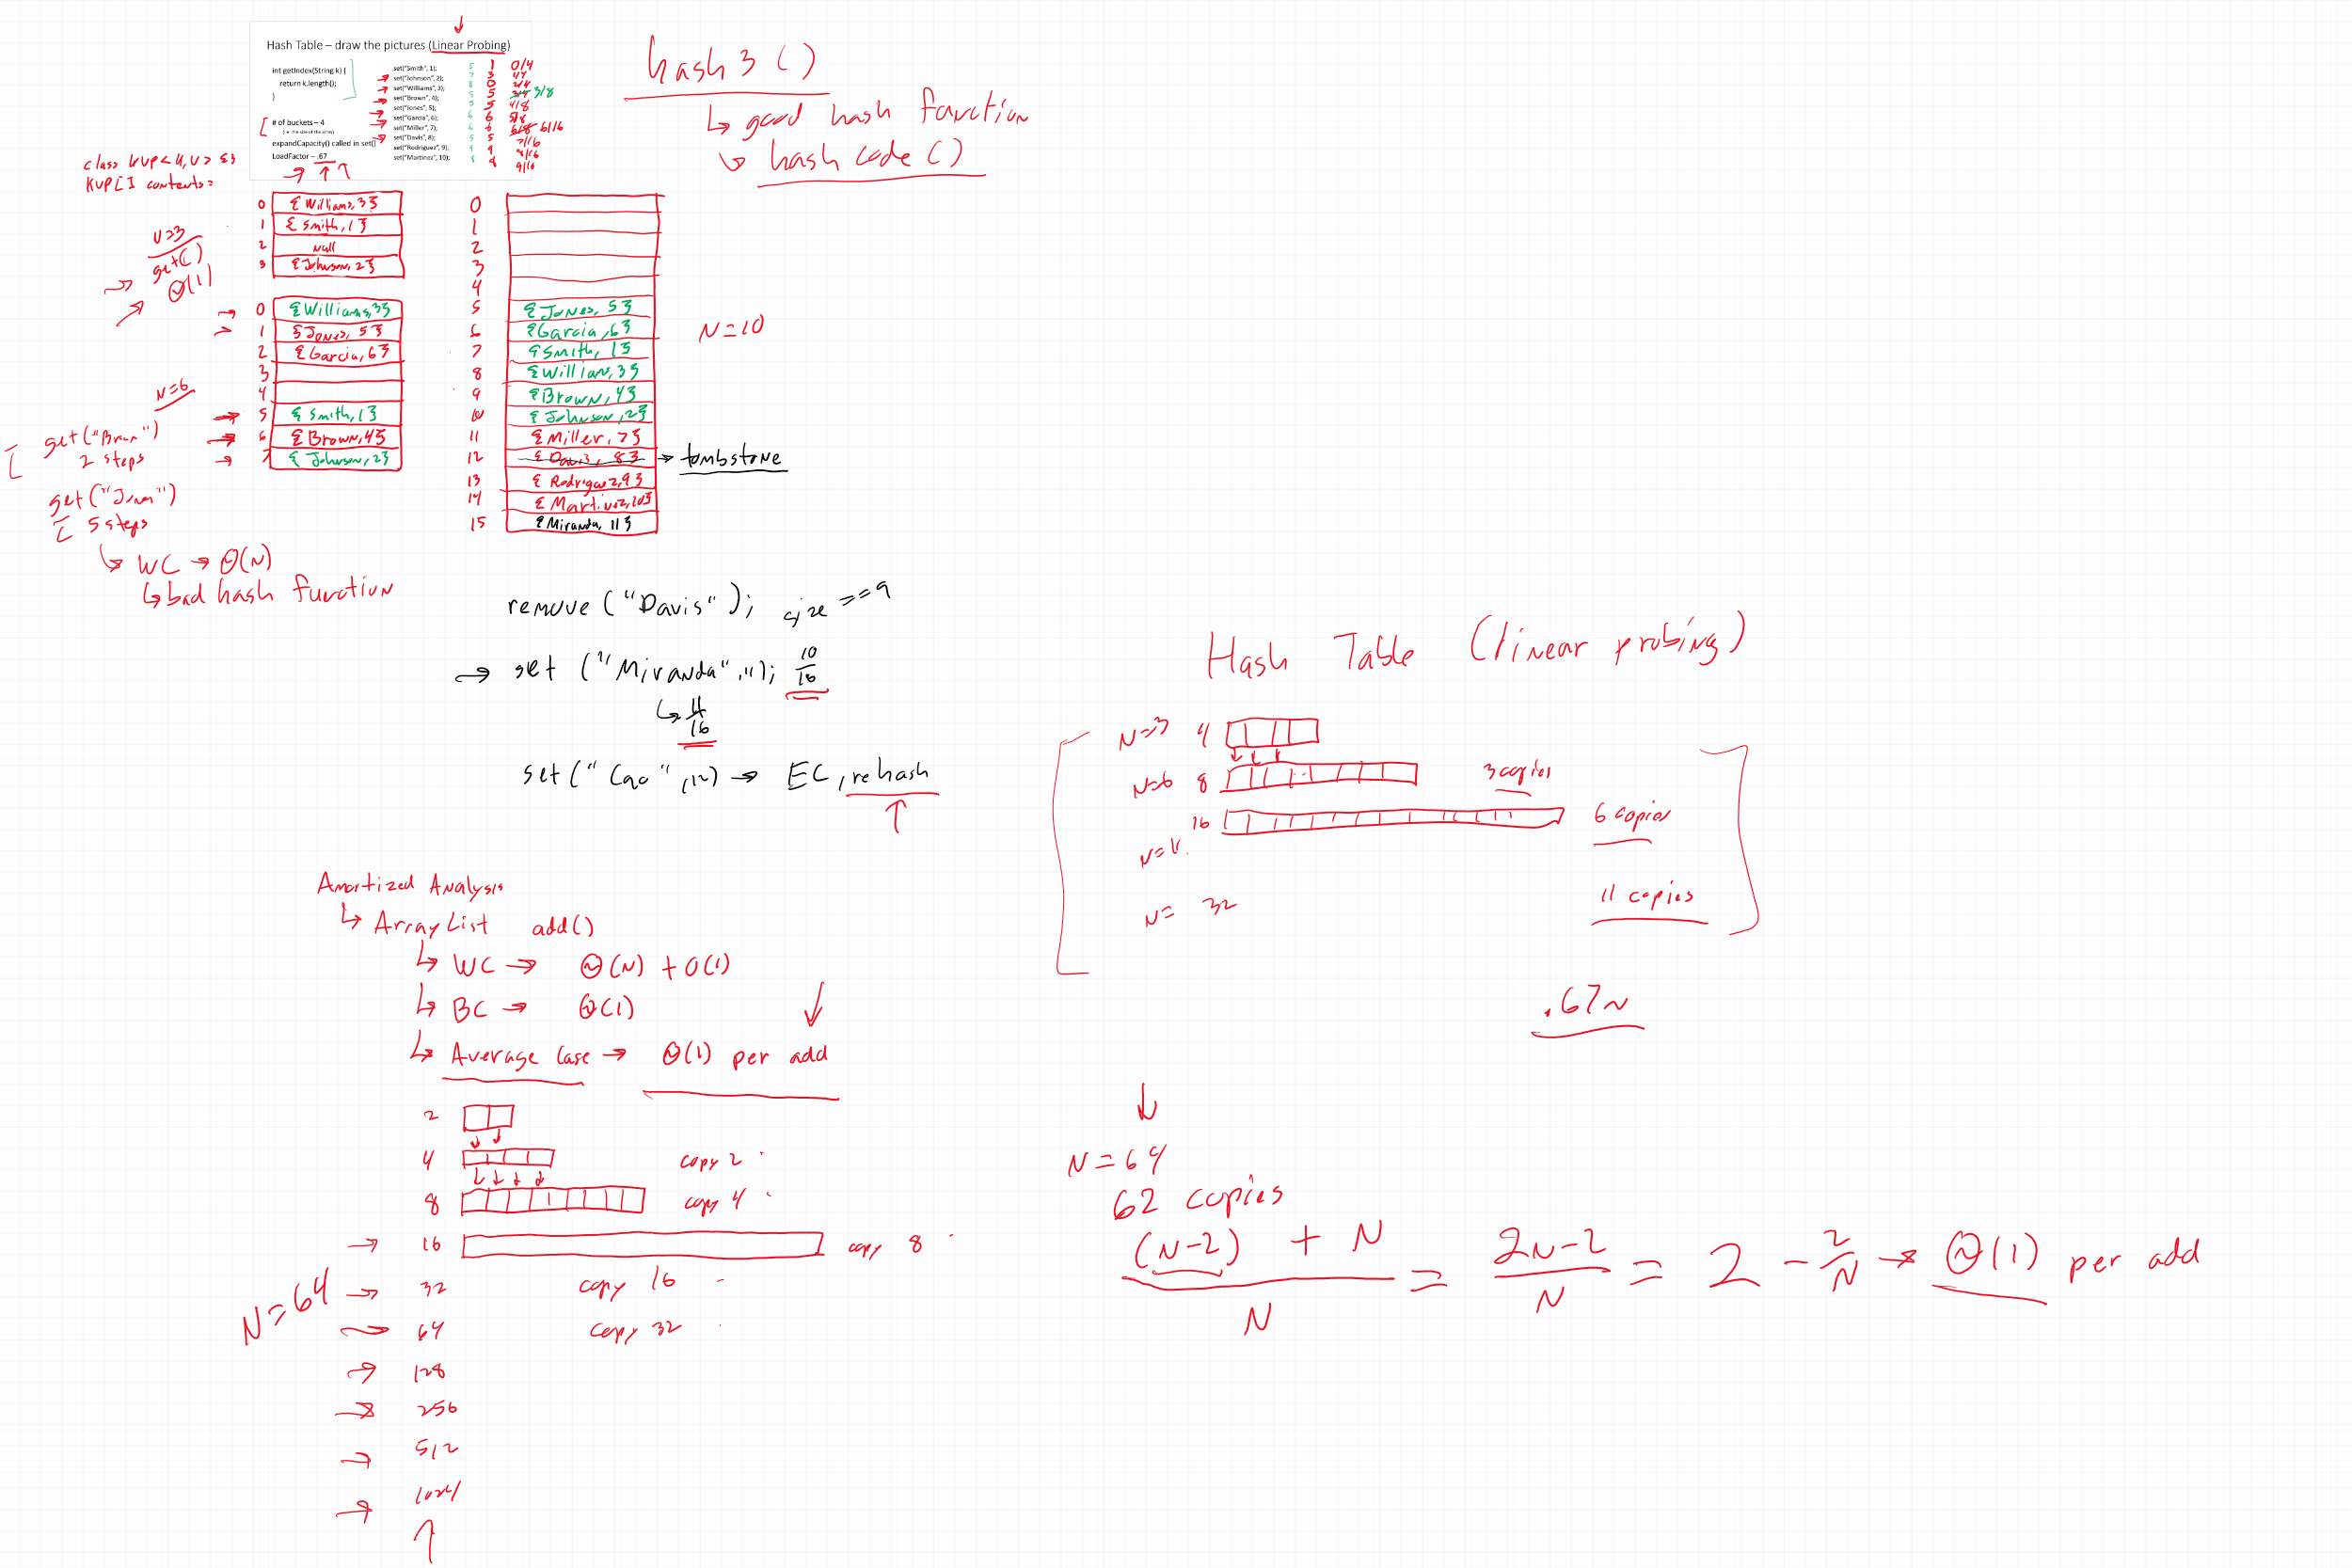 Hash Table – draw the pictures (Linear Probing)
int getIndex(String k) {
return k.length();
}
# of buckets – 4
(i.e. the size of the array)
expandCapacity() called in set()
LoadFactor – .67
set("Smith", 1); 5 1 0/4
set("Johnson", 2); 7 3 1/4
set("Williams", 3); 8 0 2/4
set("Brown", 4); 5 5 3/4 3/8
set("Jones", 5); 5 5 4/8
set("Garcia", 6); 6 6 5/8
set("Miller", 7); 6 6 6/8 6/16
set("Davis", 8); 5 5 7/16
set("Rodriguez", 9); 9 9 8/16
set("Martinez", 10); 8 8 9/16
hash3()
↳ good hash function
↳ hash code()
class KVP<K,V> {}
KVP[] contents=
0 {Williams,3}
1 {Smith,1}
2 null
3 {Johnson,2}
N=3
get()
Θ(1)
0 {Williams,3}
1 {Jones, 5}
2 {Garcia,6}
3
4
5 {Smith,1}
6 {Brown,4}
7 {Johnson,2}
N=6
get("Brown")
2 steps
get("Jones")
5 steps
↳ WC → Θ(N)
↳ bad hash function
0
1
2
3
4
5 {Jones, 5}
6 {Garcia,6}
7 {Smith, 1}
8 {William,3}
9 {Brown,4}
10 {Johnson,2}
11 {Miller,7}
12 {Davis, 8} → tombstone
13 {Rodriguez,9}
14 {Martinez,10}
15 {Miranda, 11}
N=10
remove("Davis"); size==9
→ set("Miranda",11); 10/16
↳ 11/16
set("Cao",12) → EC, rehash
Hash Table (linear probing)
N=3 4
N=6 8 3 copies
16 6 copies
N=11
N= 32 11 copies
.67N
Amortized Analysis
↳ ArrayList add()
↳ WC → Θ(N) + O(1)
↳ BC → Θ(1)
↳ Average Case → Θ(1) per add
2
4 copy 2
8 copy 4
→ 16 copy 8
N=64 → 32 copy 16
→ 64 copy 32
→ 128
→ 256
→ 512
→ 1024
N=64
62 copies
(N-2) + N / N = 2N-2 / N = 2 - 2/N → Θ(1) per add